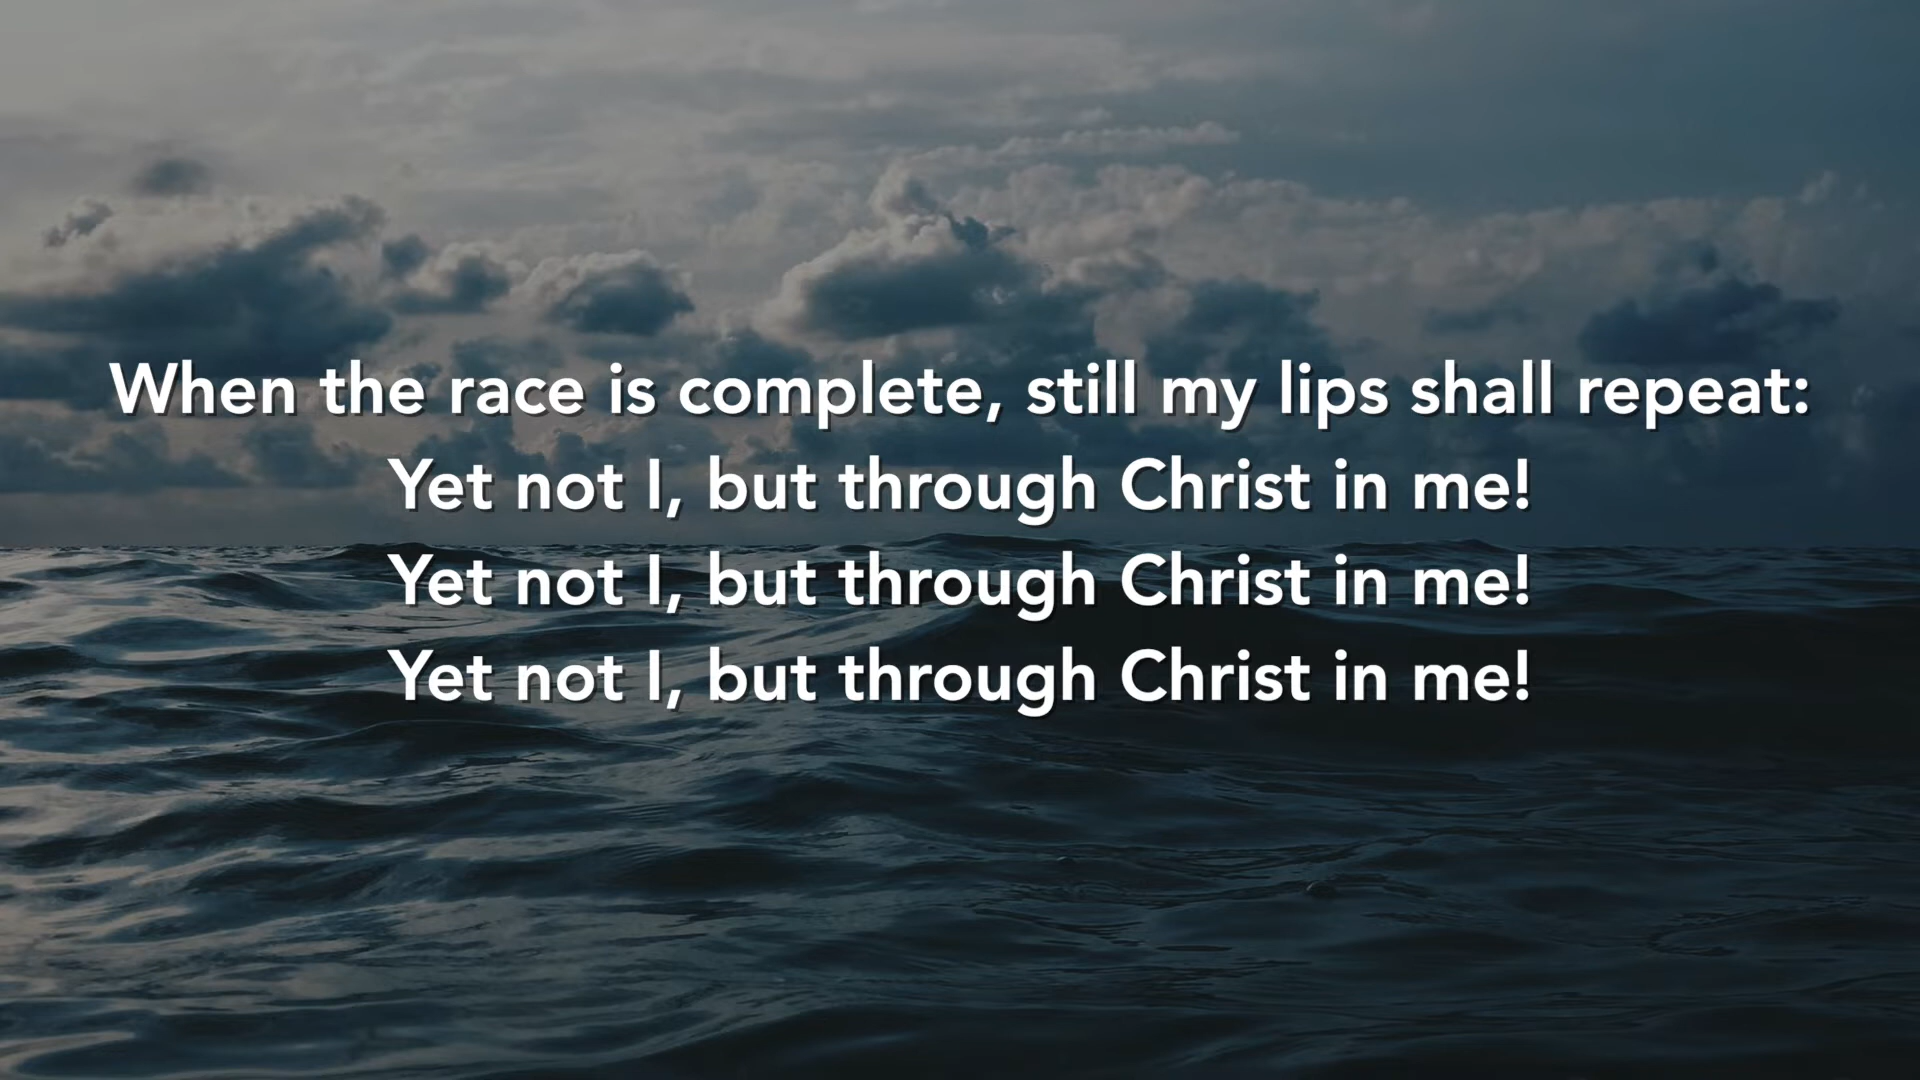 When the race is complete, still my lips shall repeat:
Yet not I, but through Christ in me!
Yet not I, but through Christ in me!
Yet not I, but through Christ in me!